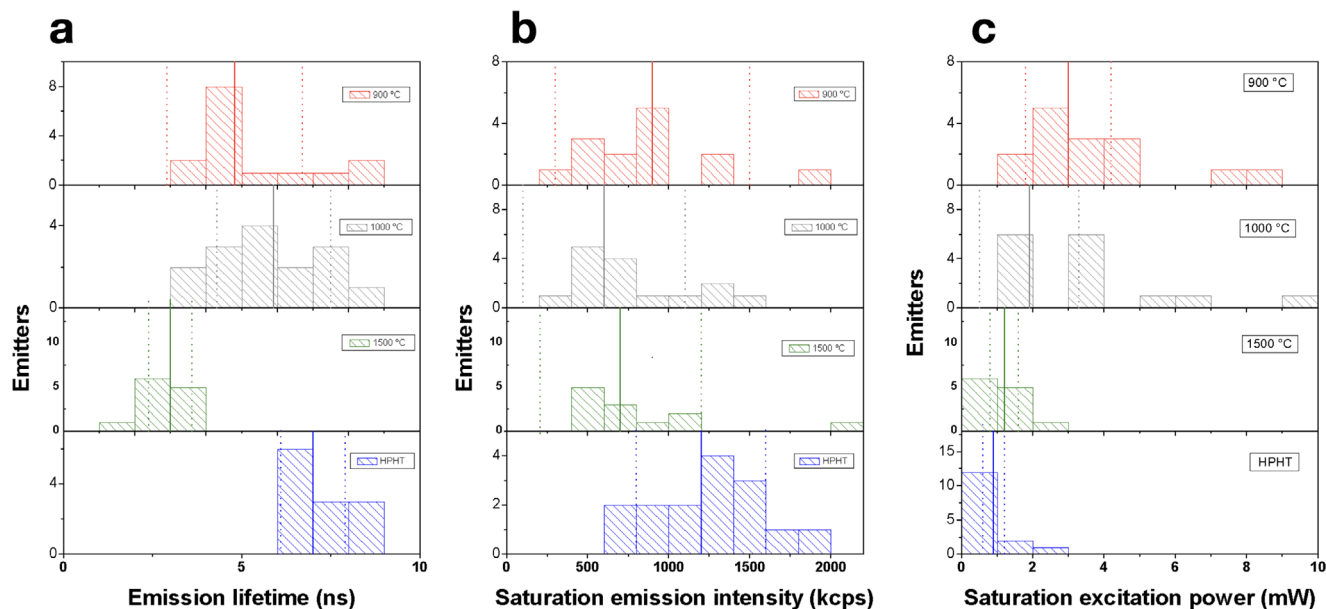 a
b
c
8
4
0
900 °C
8
4
0
900 °C
8
4
0
900 °C
4
0
1000 °C
8
4
0
1000 °C
8
4
0
1000 °C
10
5
0
1500 °C
10
5
0
1500 °C
10
5
0
1500 °C
4
0
HPHT
4
2
0
HPHT
15
10
5
0
HPHT
Emitters
Emitters
Emitters
0 5 10
500 1000 1500 2000
0 2 4 6 8 10
Emission lifetime (ns)
Saturation emission intensity (kcps)
Saturation excitation power (mW)